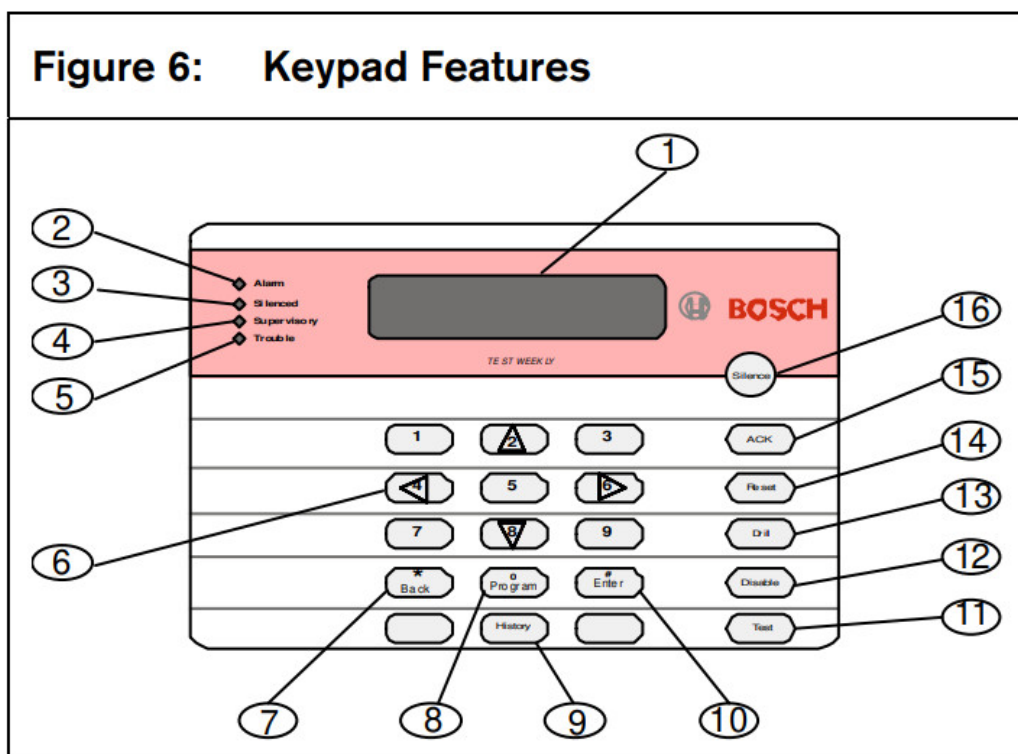 Figure 6: Keypad Features
1
2
3
4
5
Alarm
Silenced
Supervisory
Trouble
BOSCH
TEST WEEKLY
Silence
16
1 2 3 ACK
15
4 5 6 Reset
14
7 8 9 Drill
13
6
* 0 #
Back Program Enter Disable
12
History Test
11
7 8 9 10